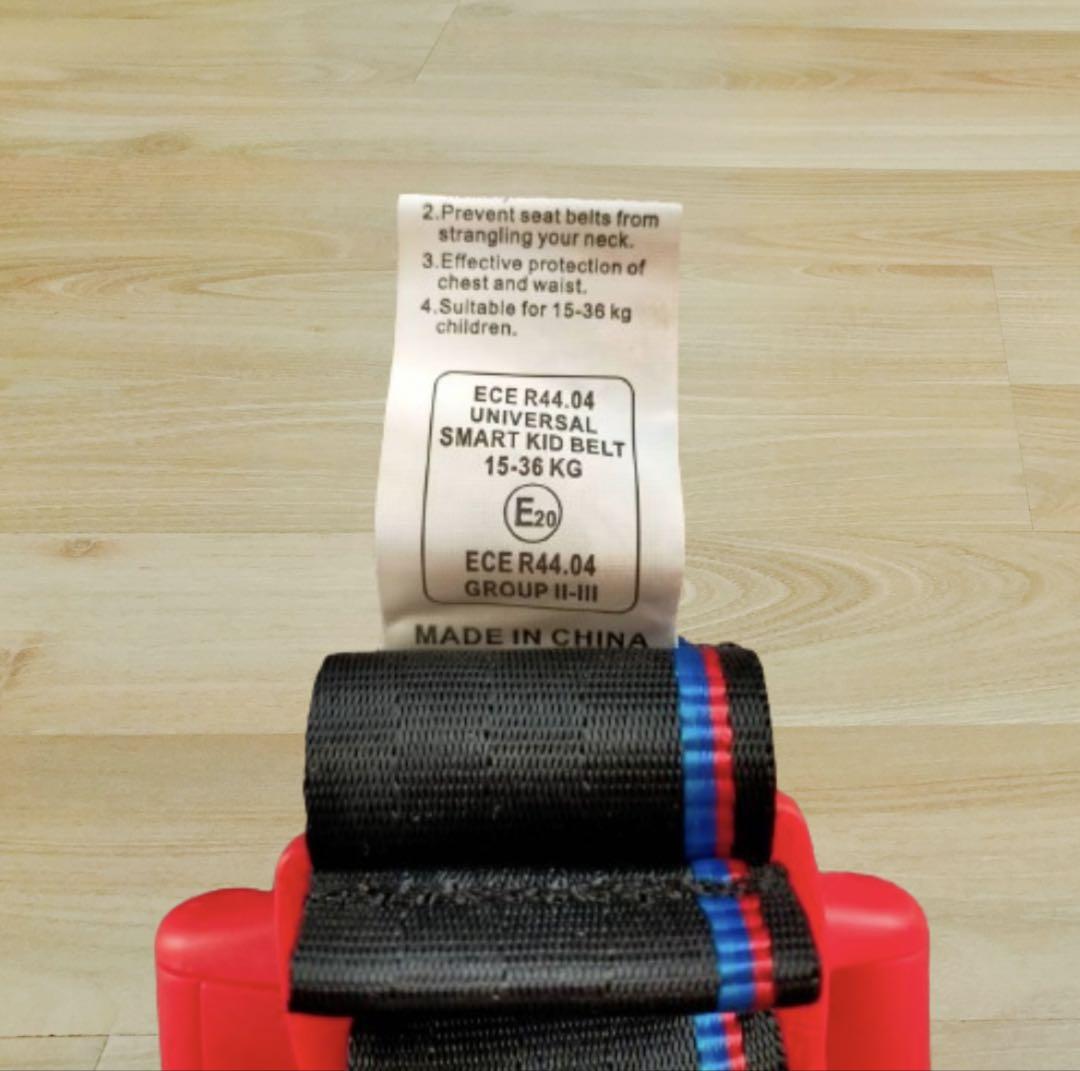 2.Prevent seat belts from
strangling your neck.
3.Effective protection of
chest and waist.
4.Suitable for 15-36 kg
children.
ECE R44.04
UNIVERSAL
SMART KID BELT
15-36 KG
E20
ECE R44.04
GROUP II-III
MADE IN CHINA